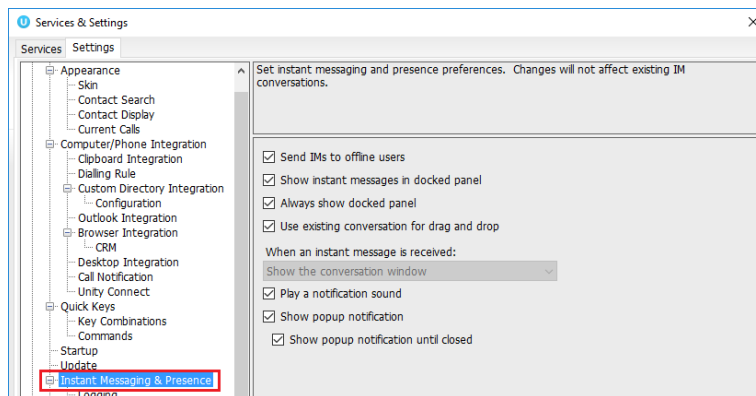 Services & Settings
Services Settings
Appearance
Skin
Contact Search
Contact Display
Current Calls
Computer/Phone Integration
Clipboard Integration
Dialling Rule
Custom Directory Integration
Configuration
Outlook Integration
Browser Integration
CRM
Desktop Integration
Call Notification
Unity Connect
Quick Keys
Key Combinations
Commands
Startup
Update
Instant Messaging & Presence
Logging
Set instant messaging and presence preferences. Changes will not affect existing IM
conversations.
Send IMs to offline users
Show instant messages in docked panel
Always show docked panel
Use existing conversation for drag and drop
When an instant message is received:
Show the conversation window
Play a notification sound
Show popup notification
Show popup notification until closed